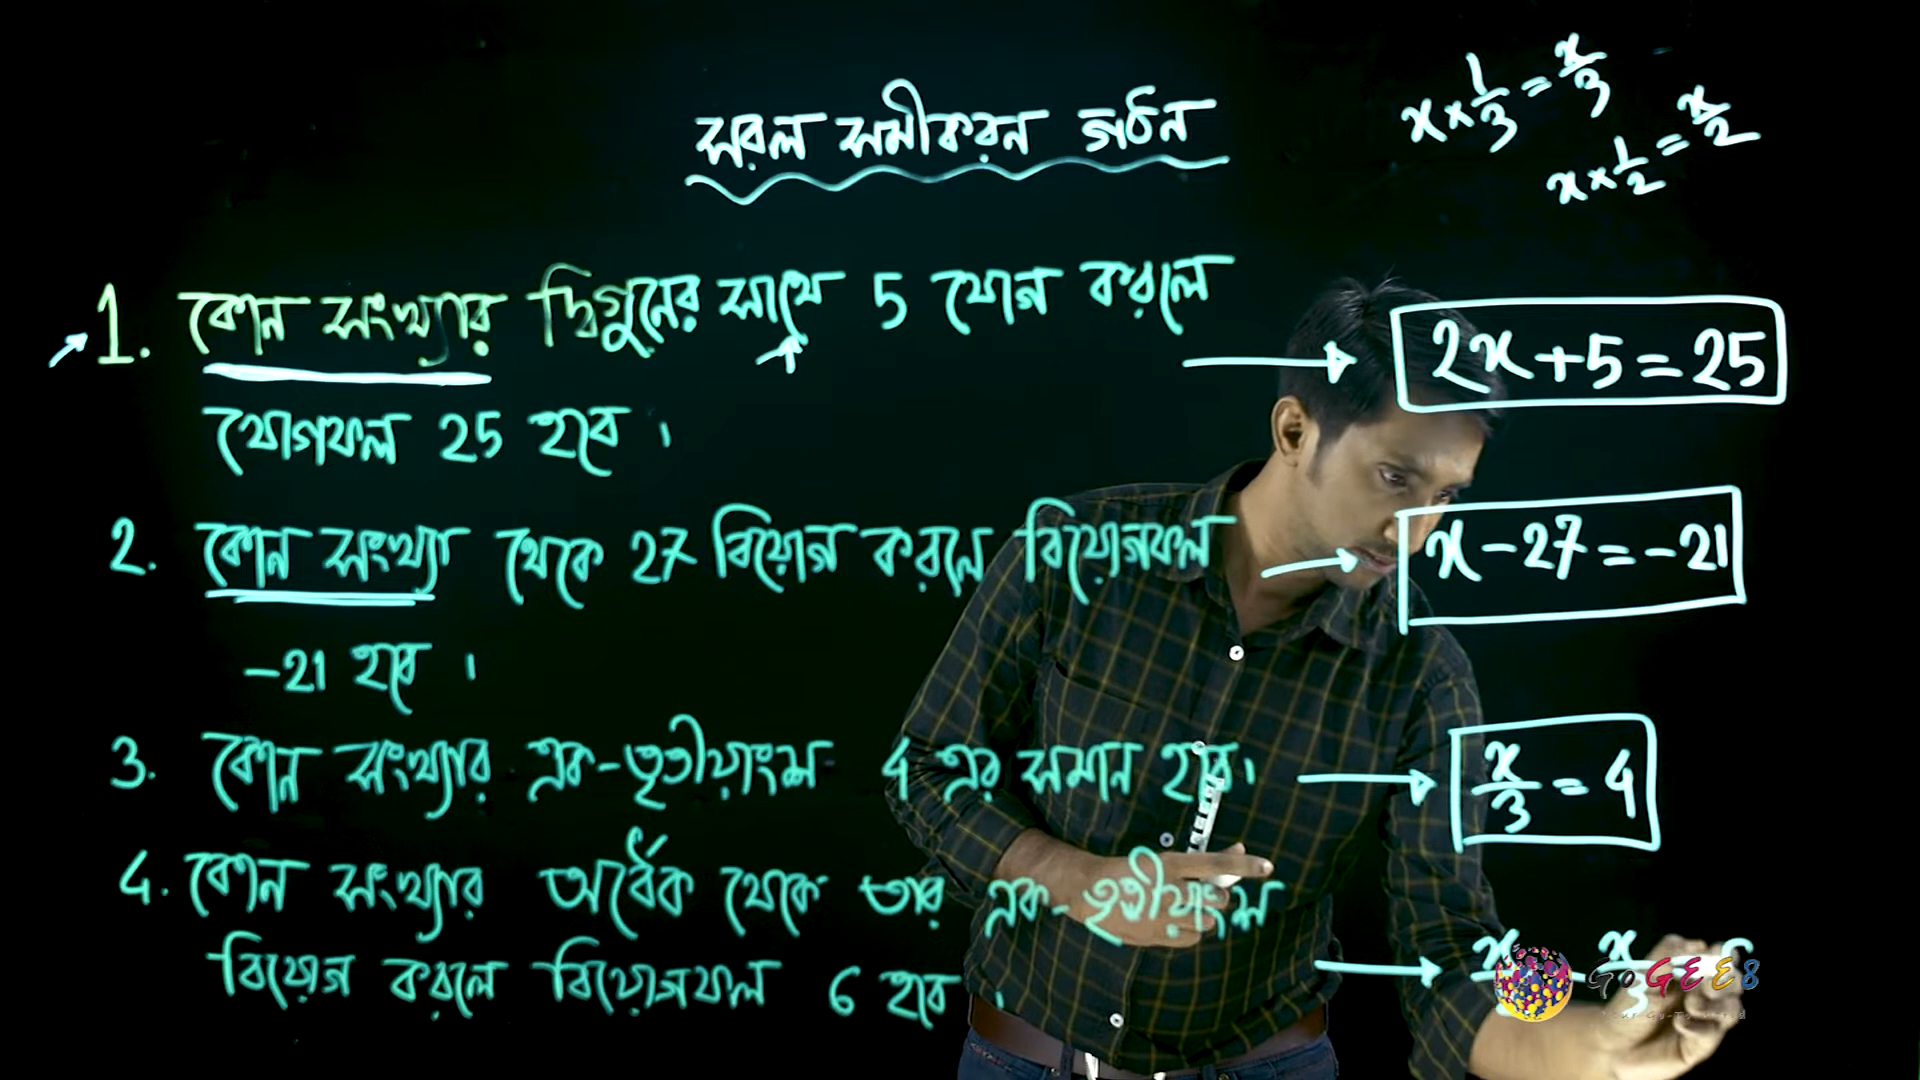 সরল সমীকরন গঠন
x × 1/3 = x/3
x × 1/2 = x/2
1. কোন সংখ্যার দ্বিগুনের সাথে 5 যোগ করলে
যোগফল 25 হবে ।
2x + 5 = 25
2. কোন সংখ্যা থেকে 27 বিয়োগ করলে বিয়োগফল
-21 হবে ।
x - 27 = -21
3. কোন সংখ্যার এক-তৃতীয়াংশ 4 এর সমান হবে।
x/3 = 4
4. কোন সংখ্যার অর্ধেক থেকে তার এক-তৃতীয়াংশ
বিয়োগ করলে বিয়োগফল 6 হবে ।
GoGEE8